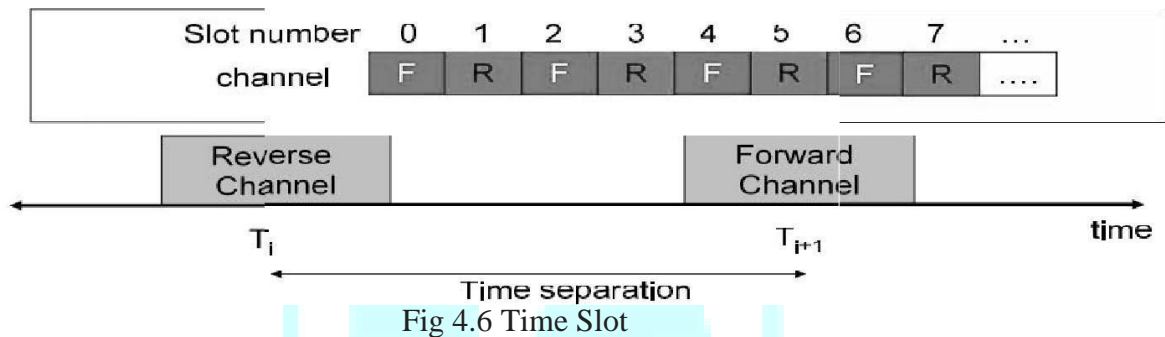 Slot number 0 1 2 3 4 5 6 7 ...
channel F R F R F R F R ....
Reverse Forward
Channel Channel
time
Ti Ti+1
Time separation
Fig 4.6 Time Slot